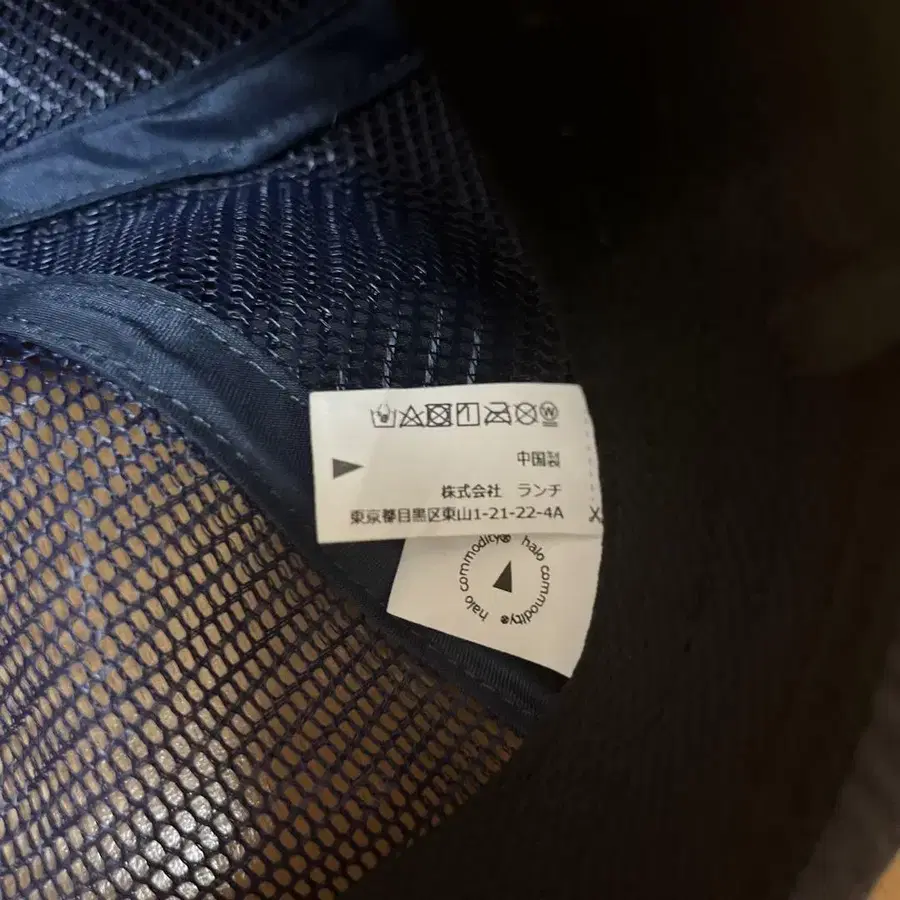 中国製
株式会社 ランチ
東京都目黒区東山1-21-22-4A
X
halo commodity® halo commodity®